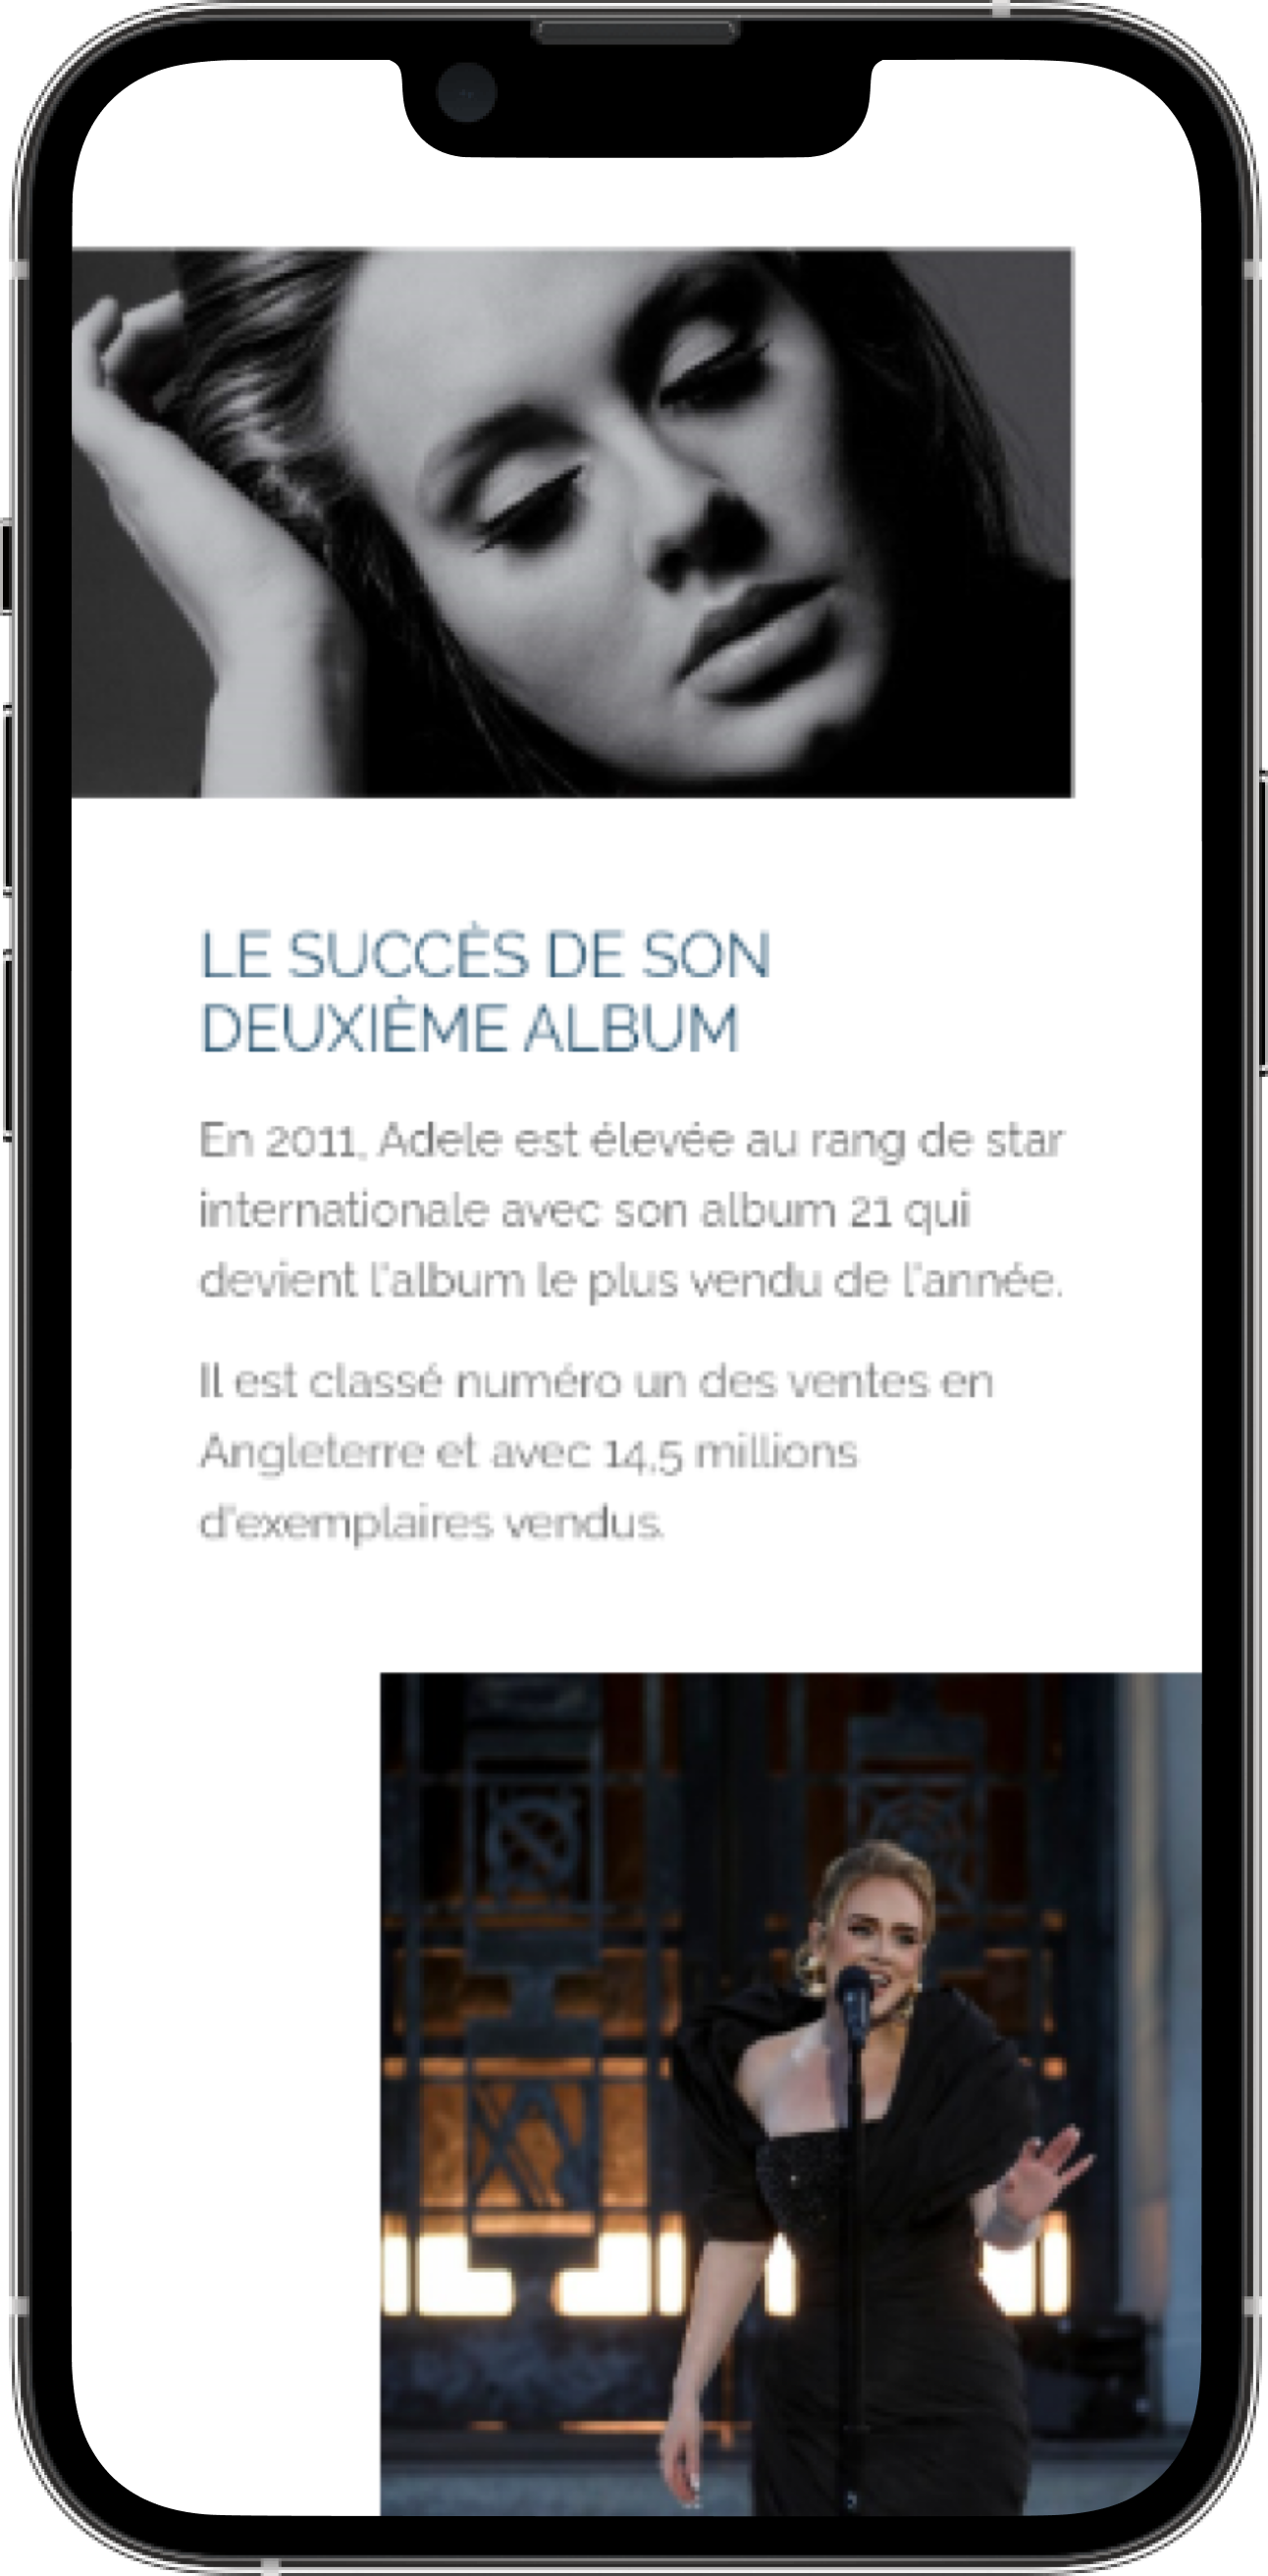 LE SUCCÈS DE SON
DEUXIÈME ALBUM
En 2011, Adele est élevée au rang de star
internationale avec son album 21 qui
devient l'album le plus vendu de l'année.
Il est classé numéro un des ventes en
Angleterre et avec 14,5 millions
d'exemplaires vendus.